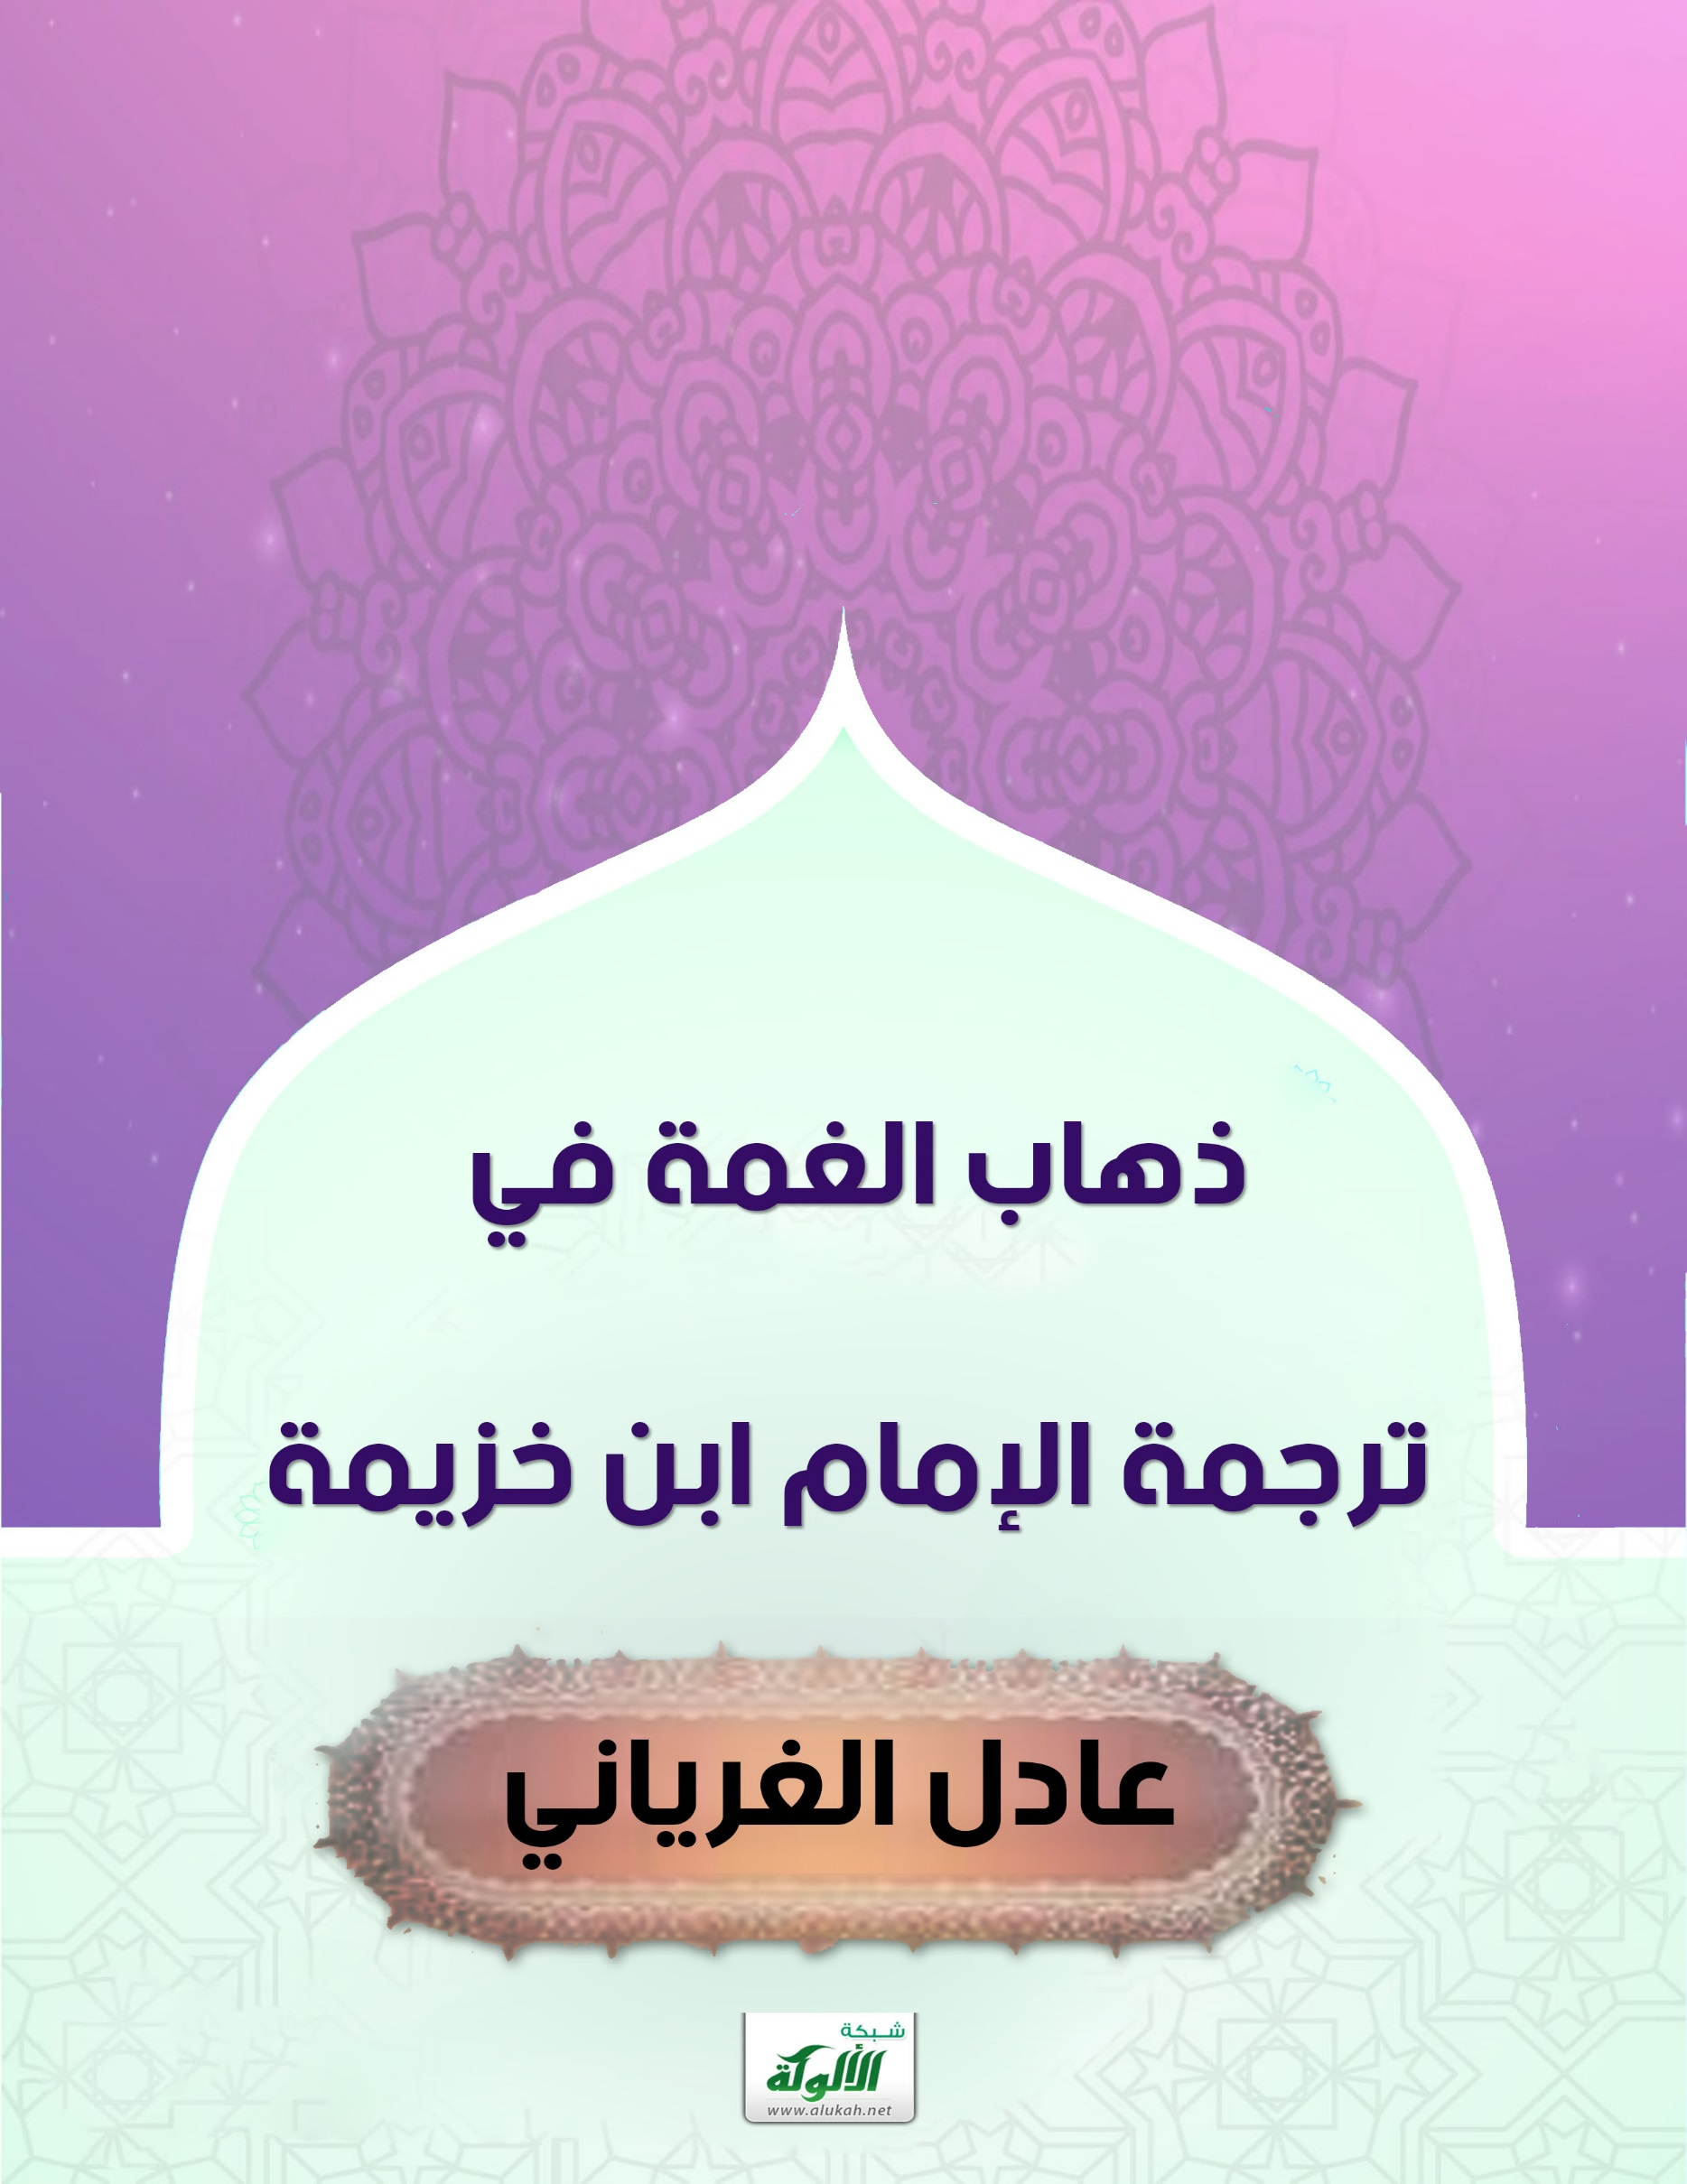 ذهاب الغمة في
ترجمة الإمام ابن خزيمة
عادل الغرياني
شبكة
الألوكة
www.alukah.net